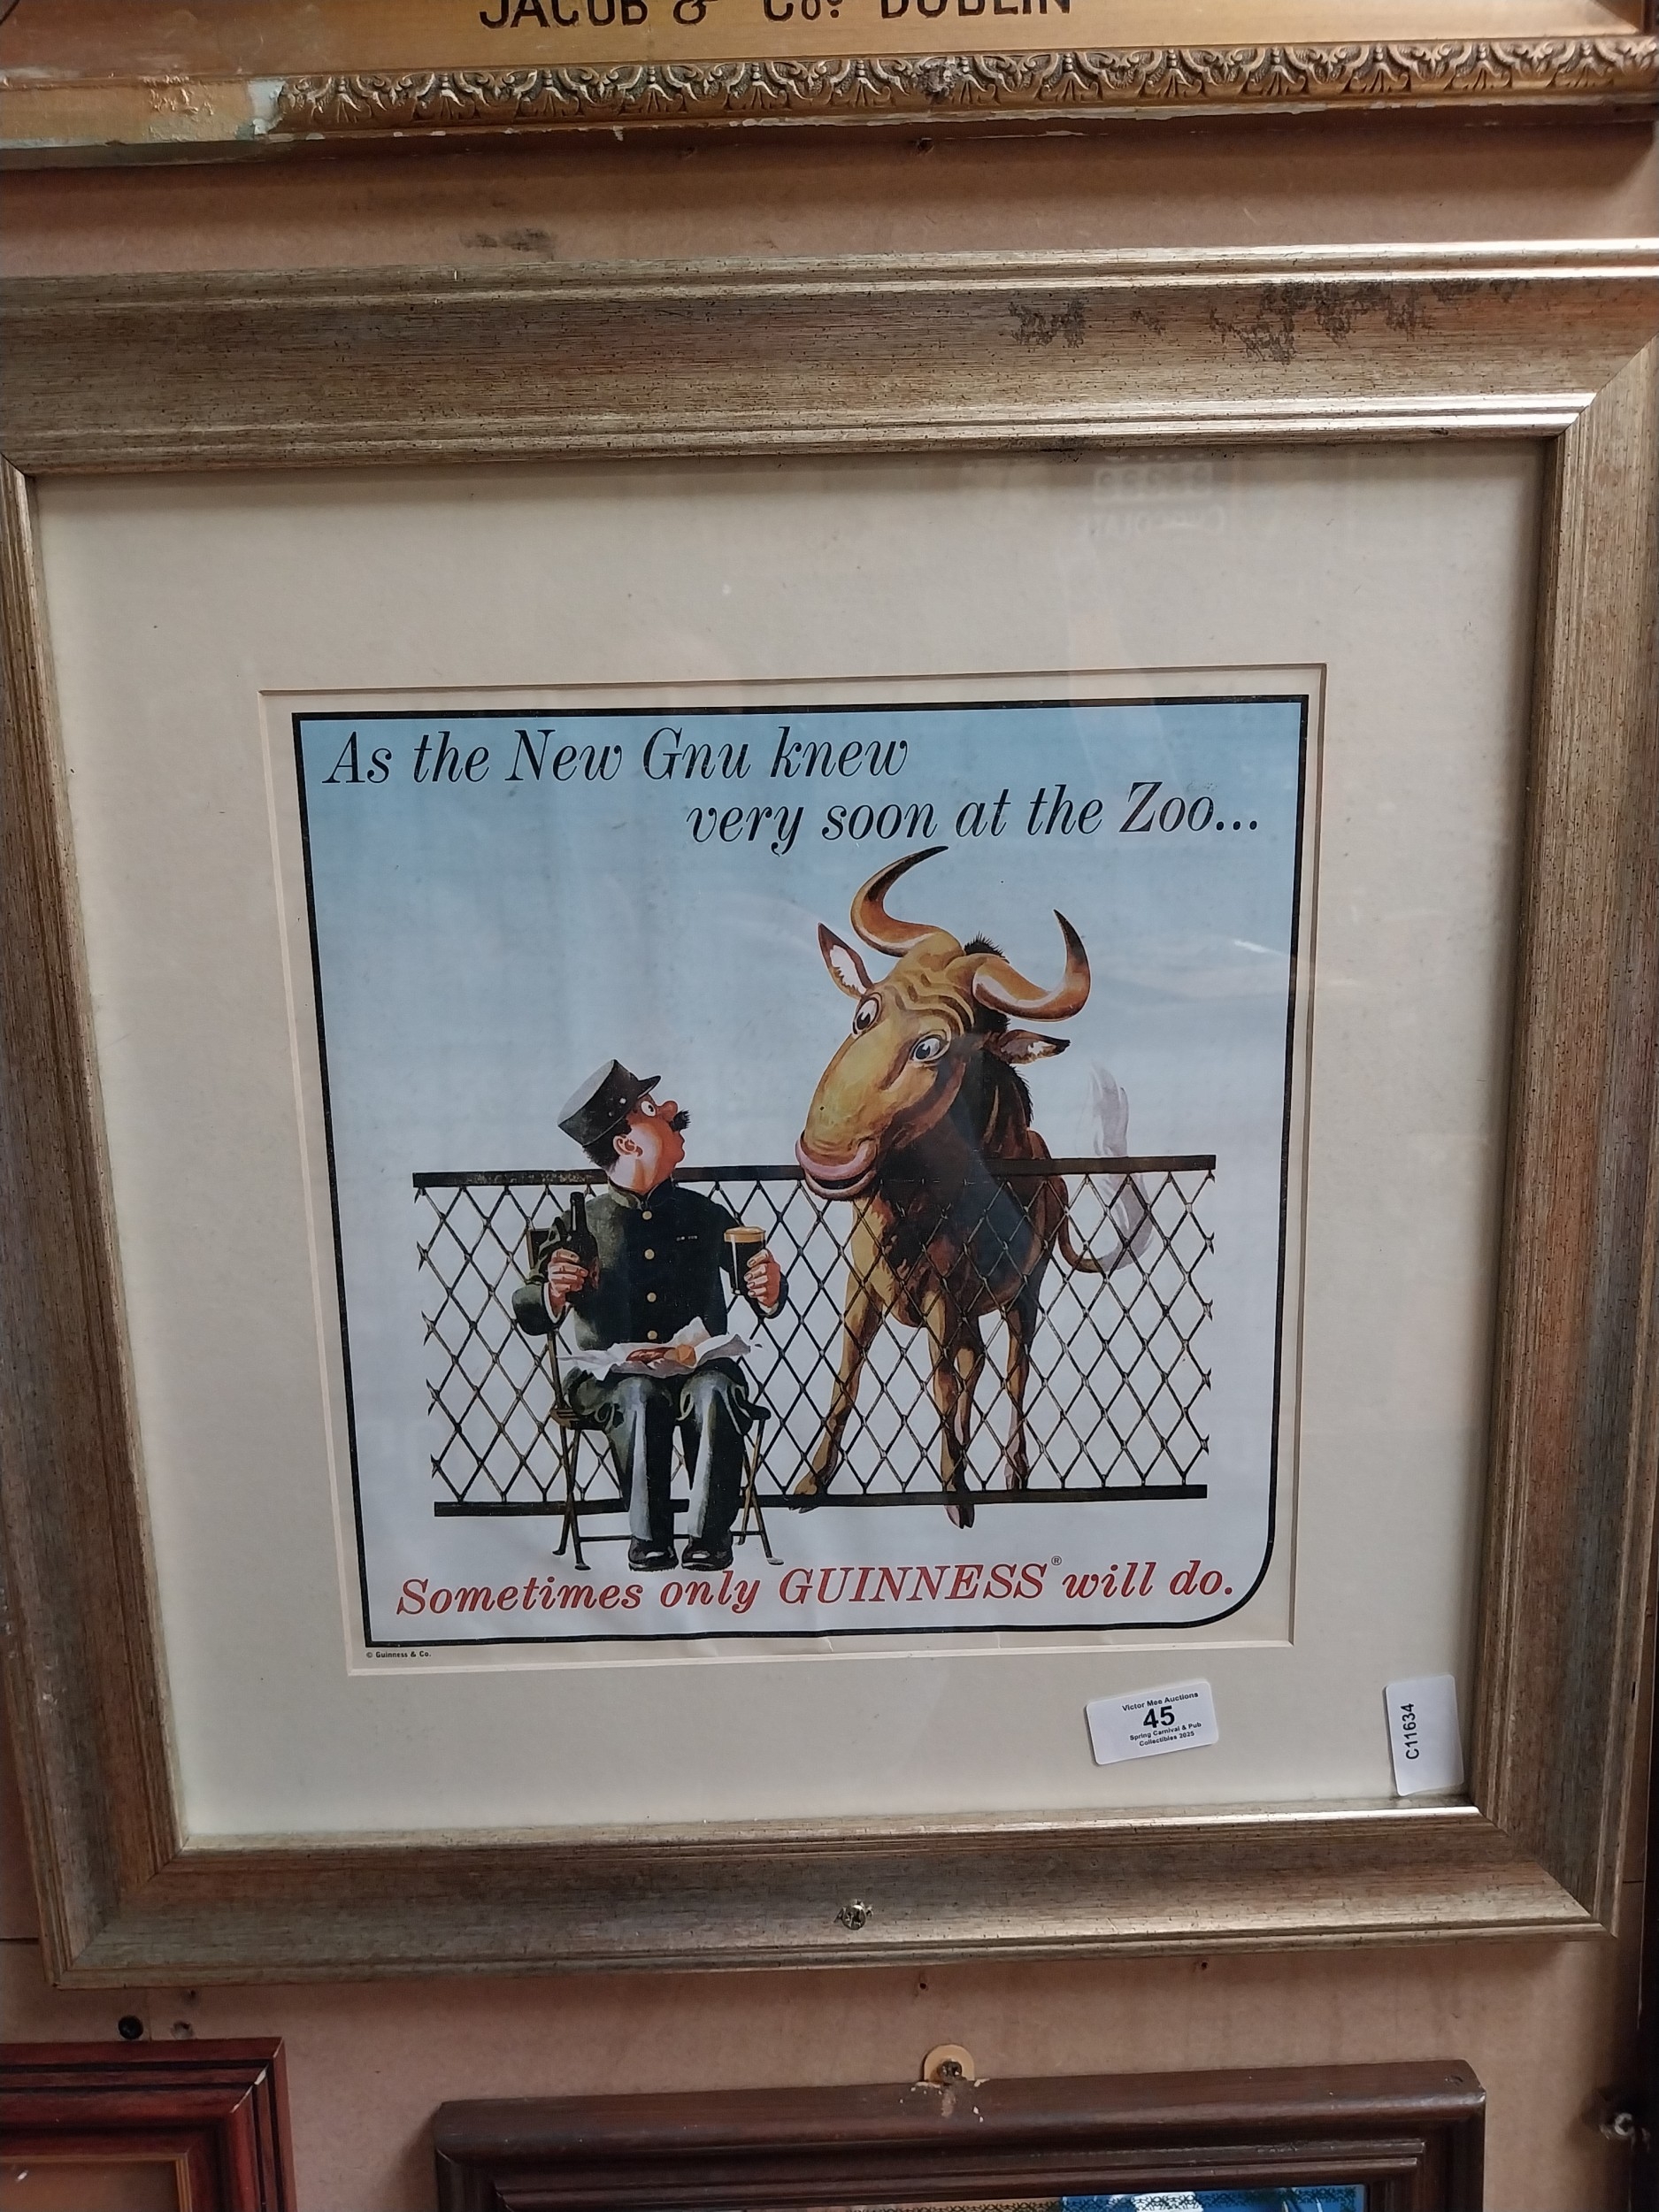 JACOB & Co. DUBLIN
As the New Gnu knew
very soon at the Zoo...
Sometimes only GUINNESS® will do.
© Guinness & Co.
Victor Mee Auctions
45
Spring Carnival & Pub
Collectibles 2025
C11634